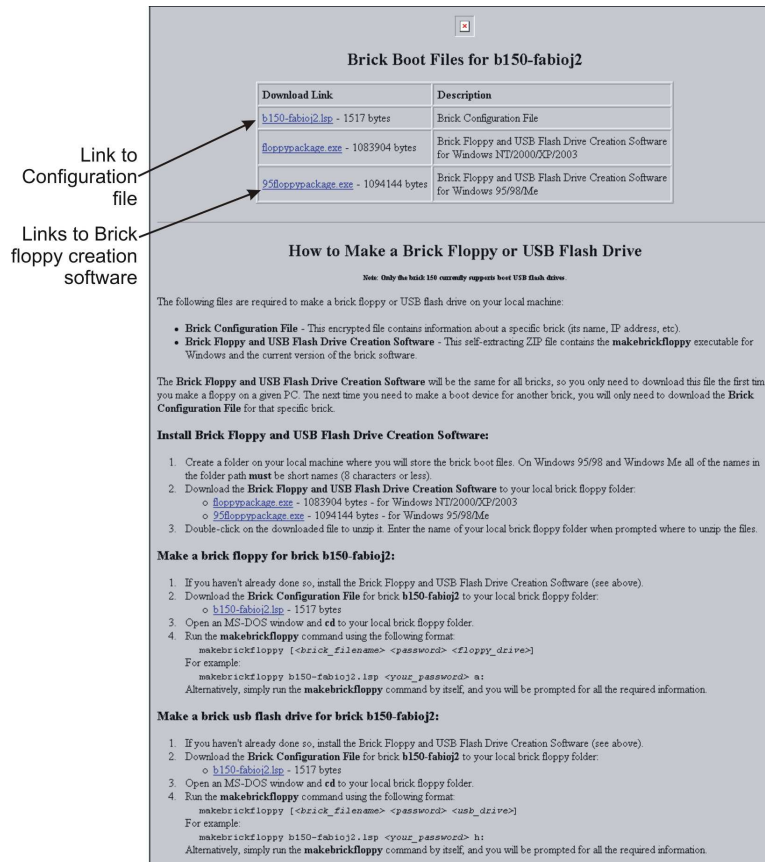 Brick Boot Files for b150-fabioj2
Download Link Description
b150-fabioj2.lsp - 1517 bytes Brick Configuration File
floppypackage.exe - 1083904 bytes Brick Floppy and USB Flash Drive Creation Software
for Windows NT/2000/XP/2003
95floppypackage.exe - 1094144 bytes Brick Floppy and USB Flash Drive Creation Software
for Windows 95/98/Me
Link to
Configuration
file
Links to Brick
floppy creation
software
How to Make a Brick Floppy or USB Flash Drive
Note: Only the brick 150 currently supports boot USB flash drives.
The following files are required to make a brick floppy or USB flash drive on your local machine:
• Brick Configuration File - This encrypted file contains information about a specific brick (its name, IP address, etc).
• Brick Floppy and USB Flash Drive Creation Software - This self-extracting ZIP file contains the makebrickfloppy executable for
Windows and the current version of the brick software.
The Brick Floppy and USB Flash Drive Creation Software will be the same for all bricks, so you only need to download this file the first tim
you make a floppy on a given PC. The next time you need to make a boot device for another brick, you will only need to download the Brick
Configuration File for that specific brick.
Install Brick Floppy and USB Flash Drive Creation Software:
1. Create a folder on your local machine where you will store the brick boot files. On Windows 95/98 and Windows Me all of the names in
the folder path must be short names (8 characters or less).
2. Download the Brick Floppy and USB Flash Drive Creation Software to your local brick floppy folder:
o floppypackage.exe - 1083904 bytes - for Windows NT/2000/XP/2003
o 95floppypackage.exe - 1094144 bytes - for Windows 95/98/Me
3. Double-click on the downloaded file to unzip it. Enter the name of your local brick floppy folder when prompted where to unzip the files.
Make a brick floppy for brick b150-fabioj2:
1. If you haven't already done so, install the Brick Floppy and USB Flash Drive Creation Software (see above).
2. Download the Brick Configuration File for brick b150-fabioj2 to your local brick floppy folder:
o b150-fabioj2.lsp - 1517 bytes
3. Open an MS-DOS window and cd to your local brick floppy folder.
4. Run the makebrickfloppy command using the following format:
makebrickfloppy [<brick_filename> <password> <floppy_drive>]
For example:
makebrickfloppy b150-fabioj2.lsp <your_password> a:
Alternatively, simply run the makebrickfloppy command by itself, and you will be prompted for all the required information.
Make a brick usb flash drive for brick b150-fabioj2:
1. If you haven't already done so, install the Brick Floppy and USB Flash Drive Creation Software (see above).
2. Download the Brick Configuration File for brick b150-fabioj2 to your local brick floppy folder:
o b150-fabioj2.lsp - 1517 bytes
3. Open an MS-DOS window and cd to your local brick floppy folder.
4. Run the makebrickfloppy command using the following format:
makebrickfloppy [<brick_filename> <password> <usb_drive>]
For example:
makebrickfloppy b150-fabioj2.lsp <your_password> h:
Alternatively, simply run the makebrickfloppy command by itself, and you will be prompted for all the required information.